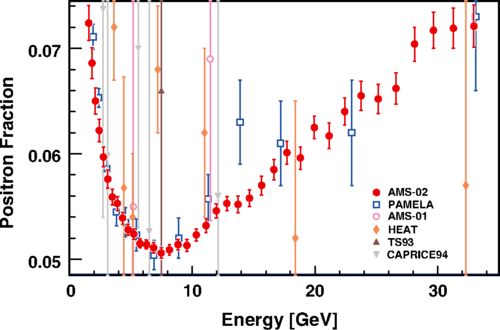 Positron Fraction
0.07
0.06
0.05
AMS-02
PAMELA
AMS-01
HEAT
TS93
CAPRICE94
0 10 20 30
Energy [GeV]